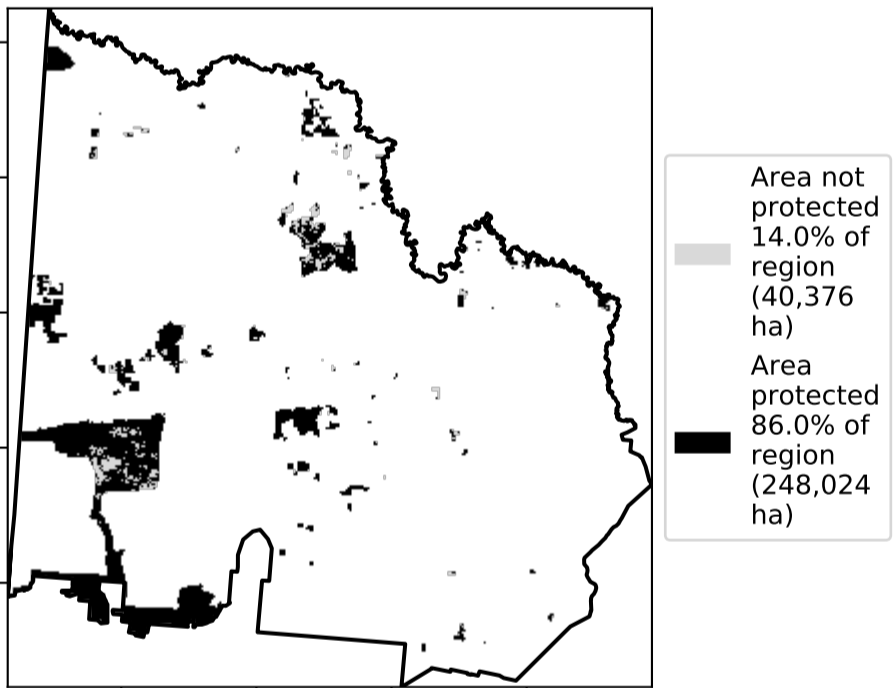 Area not
protected
14.0% of
region
(40,376
ha)
Area
protected
86.0% of
region
(248,024
ha)